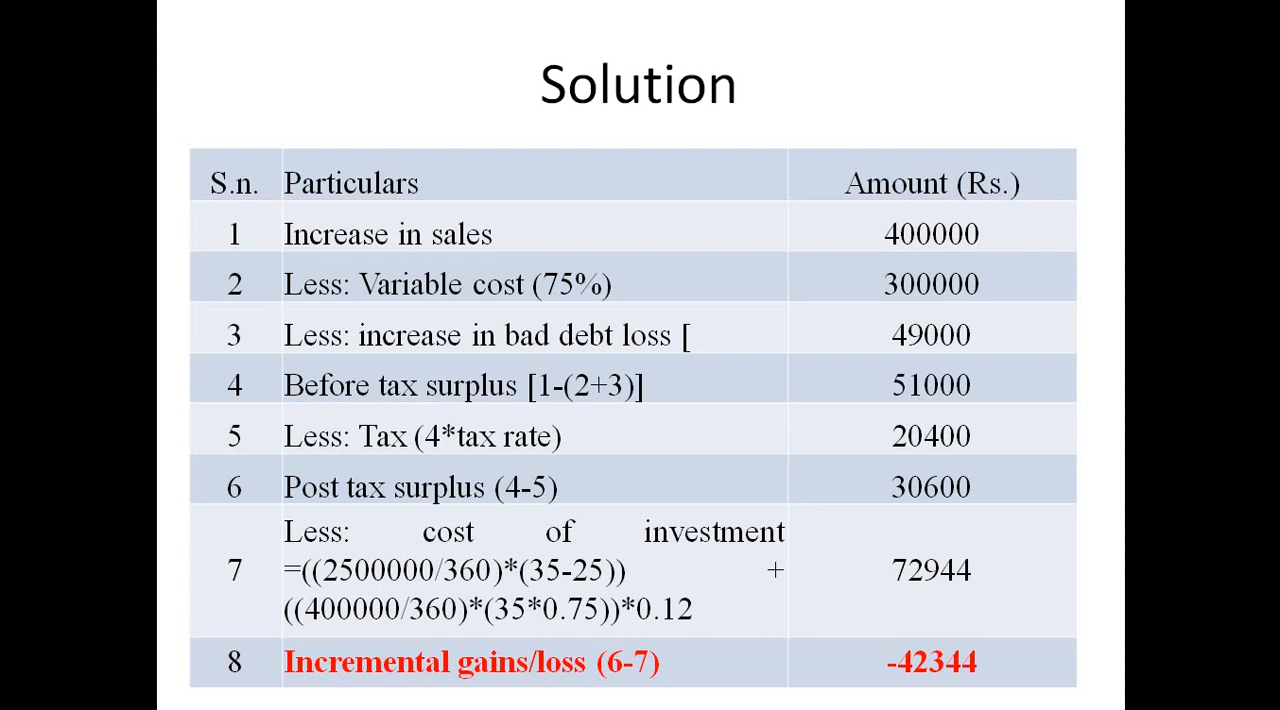 Solution
S.n. Particulars Amount (Rs.)
1 Increase in sales 400000
2 Less: Variable cost (75%) 300000
3 Less: increase in bad debt loss [ 49000
4 Before tax surplus [1-(2+3)] 51000
5 Less: Tax (4*tax rate) 20400
6 Post tax surplus (4-5) 30600
Less: cost of investment
7 =((2500000/360)*(35-25)) + 72944
((400000/360)*(35*0.75))*0.12
8 Incremental gains/loss (6-7) -42344